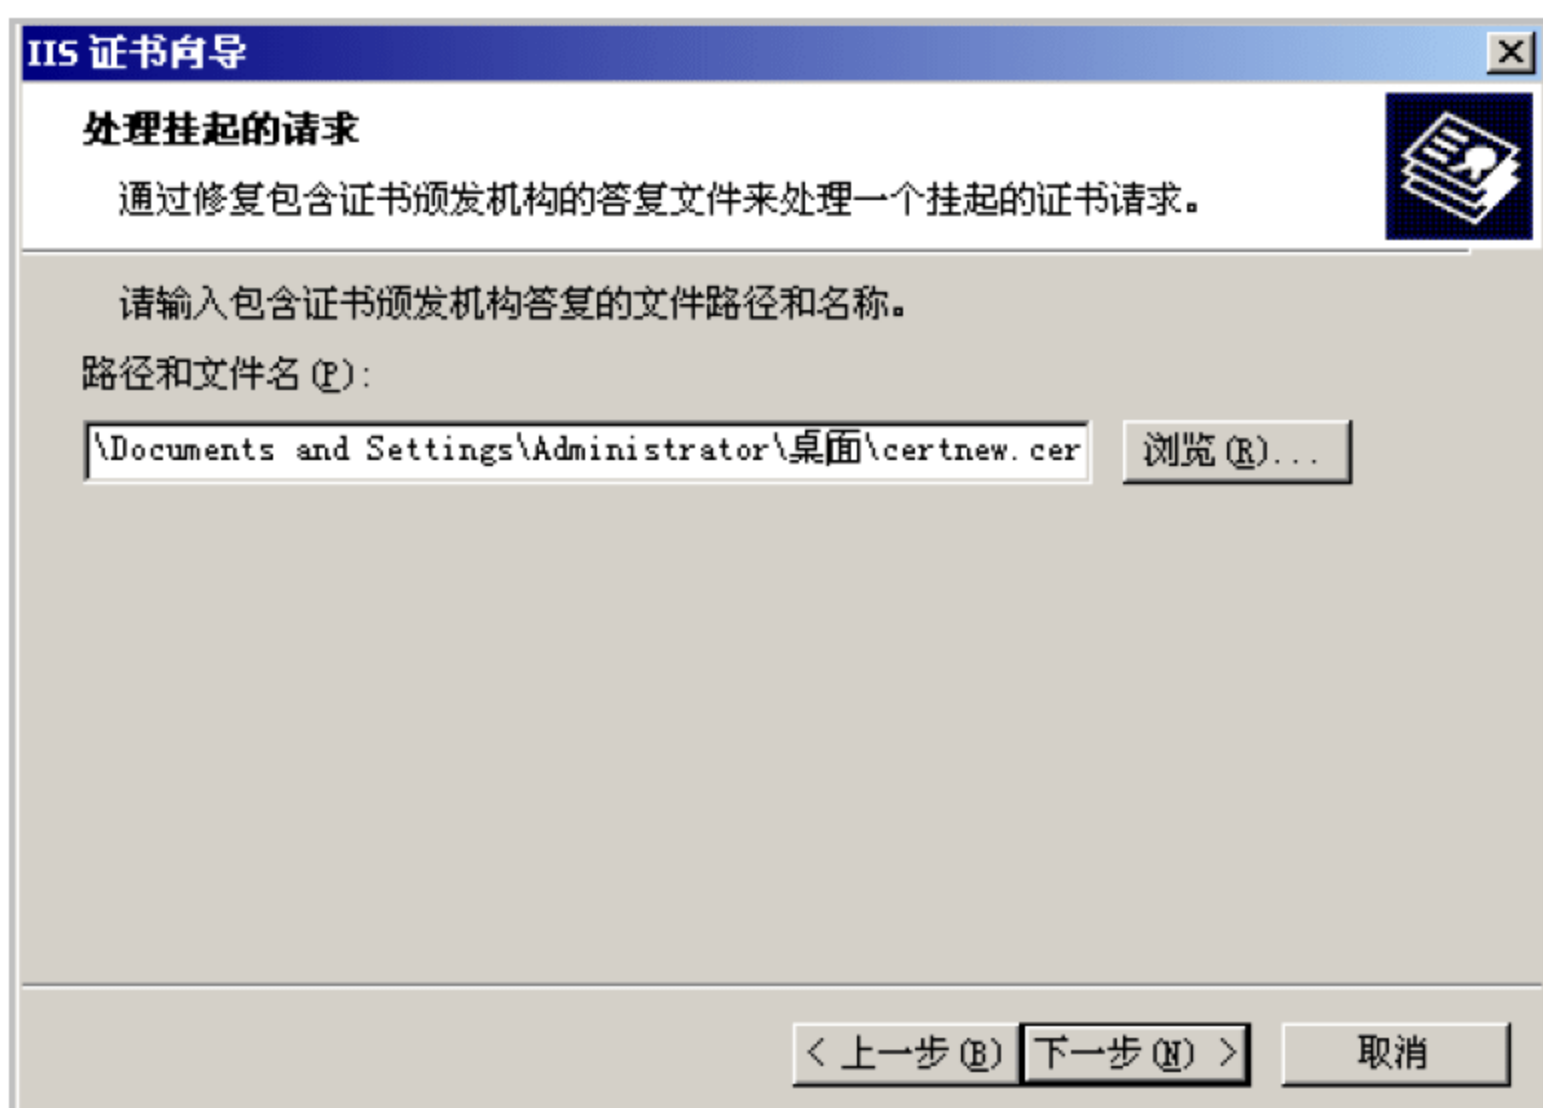 IIS 证书向导
处理挂起的请求
通过修复包含证书颁发机构的答复文件来处理一个挂起的证书请求。
请输入包含证书颁发机构答复的文件路径和名称。
路径和文件名(P):
\Documents and Settings\Administrator\桌面\certnew.cer 浏览(R)...
< 上一步(B) 下一步(N) > 取消